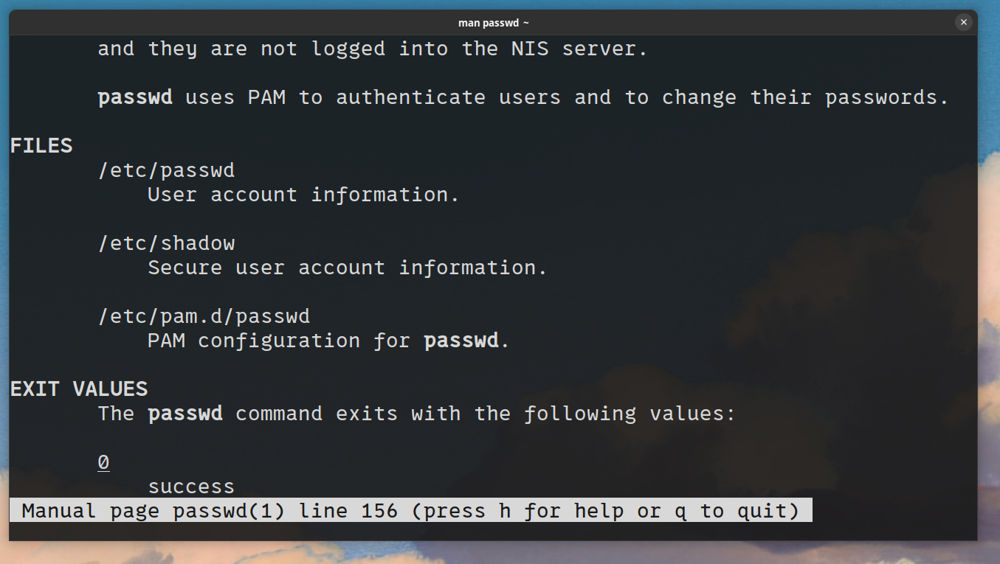 man passwd ~
and they are not logged into the NIS server.
passwd uses PAM to authenticate users and to change their passwords.
FILES
/etc/passwd
User account information.
/etc/shadow
Secure user account information.
/etc/pam.d/passwd
PAM configuration for passwd.
EXIT VALUES
The passwd command exits with the following values:
0
success
Manual page passwd(1) line 156 (press h for help or q to quit)